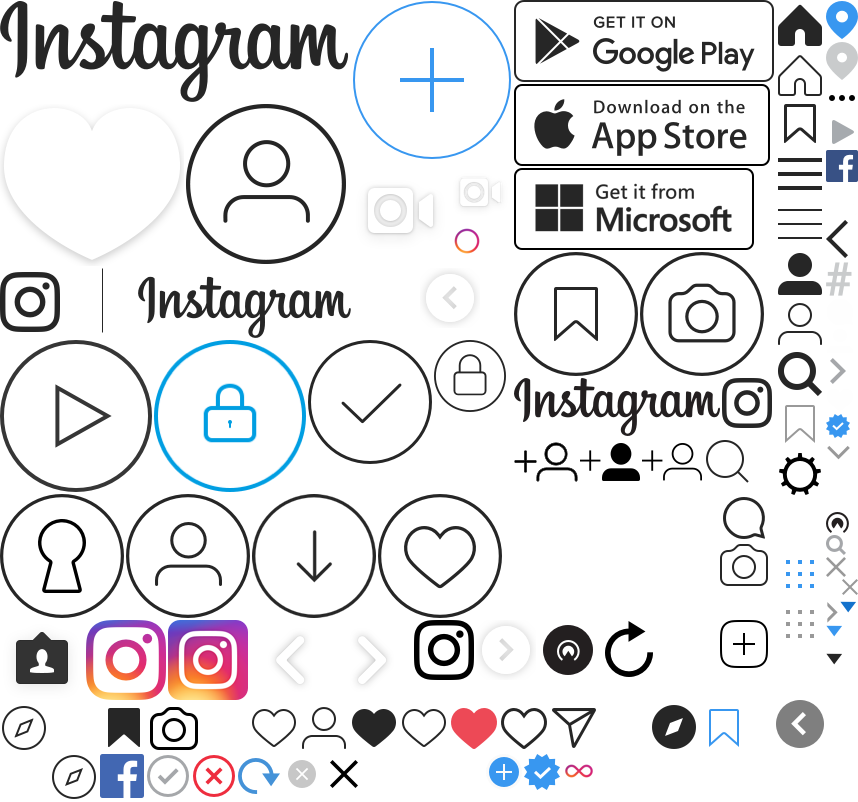 Instagram
GET IT ON
Google Play
Download on the
App Store
Get it from
Microsoft
Instagram
Instagram